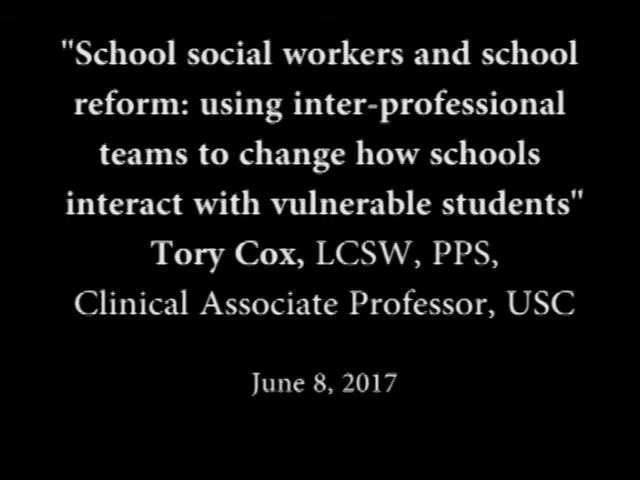 "School social workers and school
reform: using inter-professional
teams to change how schools
interact with vulnerable students"
Tory Cox, LCSW, PPS,
Clinical Associate Professor, USC
June 8, 2017